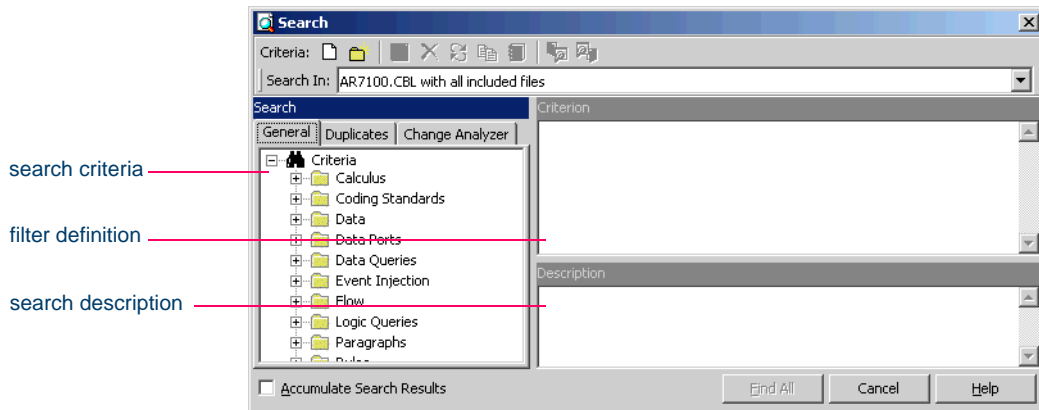 Search
Criteria:
Search In: AR7100.CBL with all included files
Search
Criterion
General Duplicates Change Analyzer
Criteria
search criteria
Calculus
Coding Standards
Data
filter definition
Data Ports
Data Queries
Event Injection
Description
search description
Flow
Logic Queries
Paragraphs
Rules
Accumulate Search Results
Find All Cancel Help